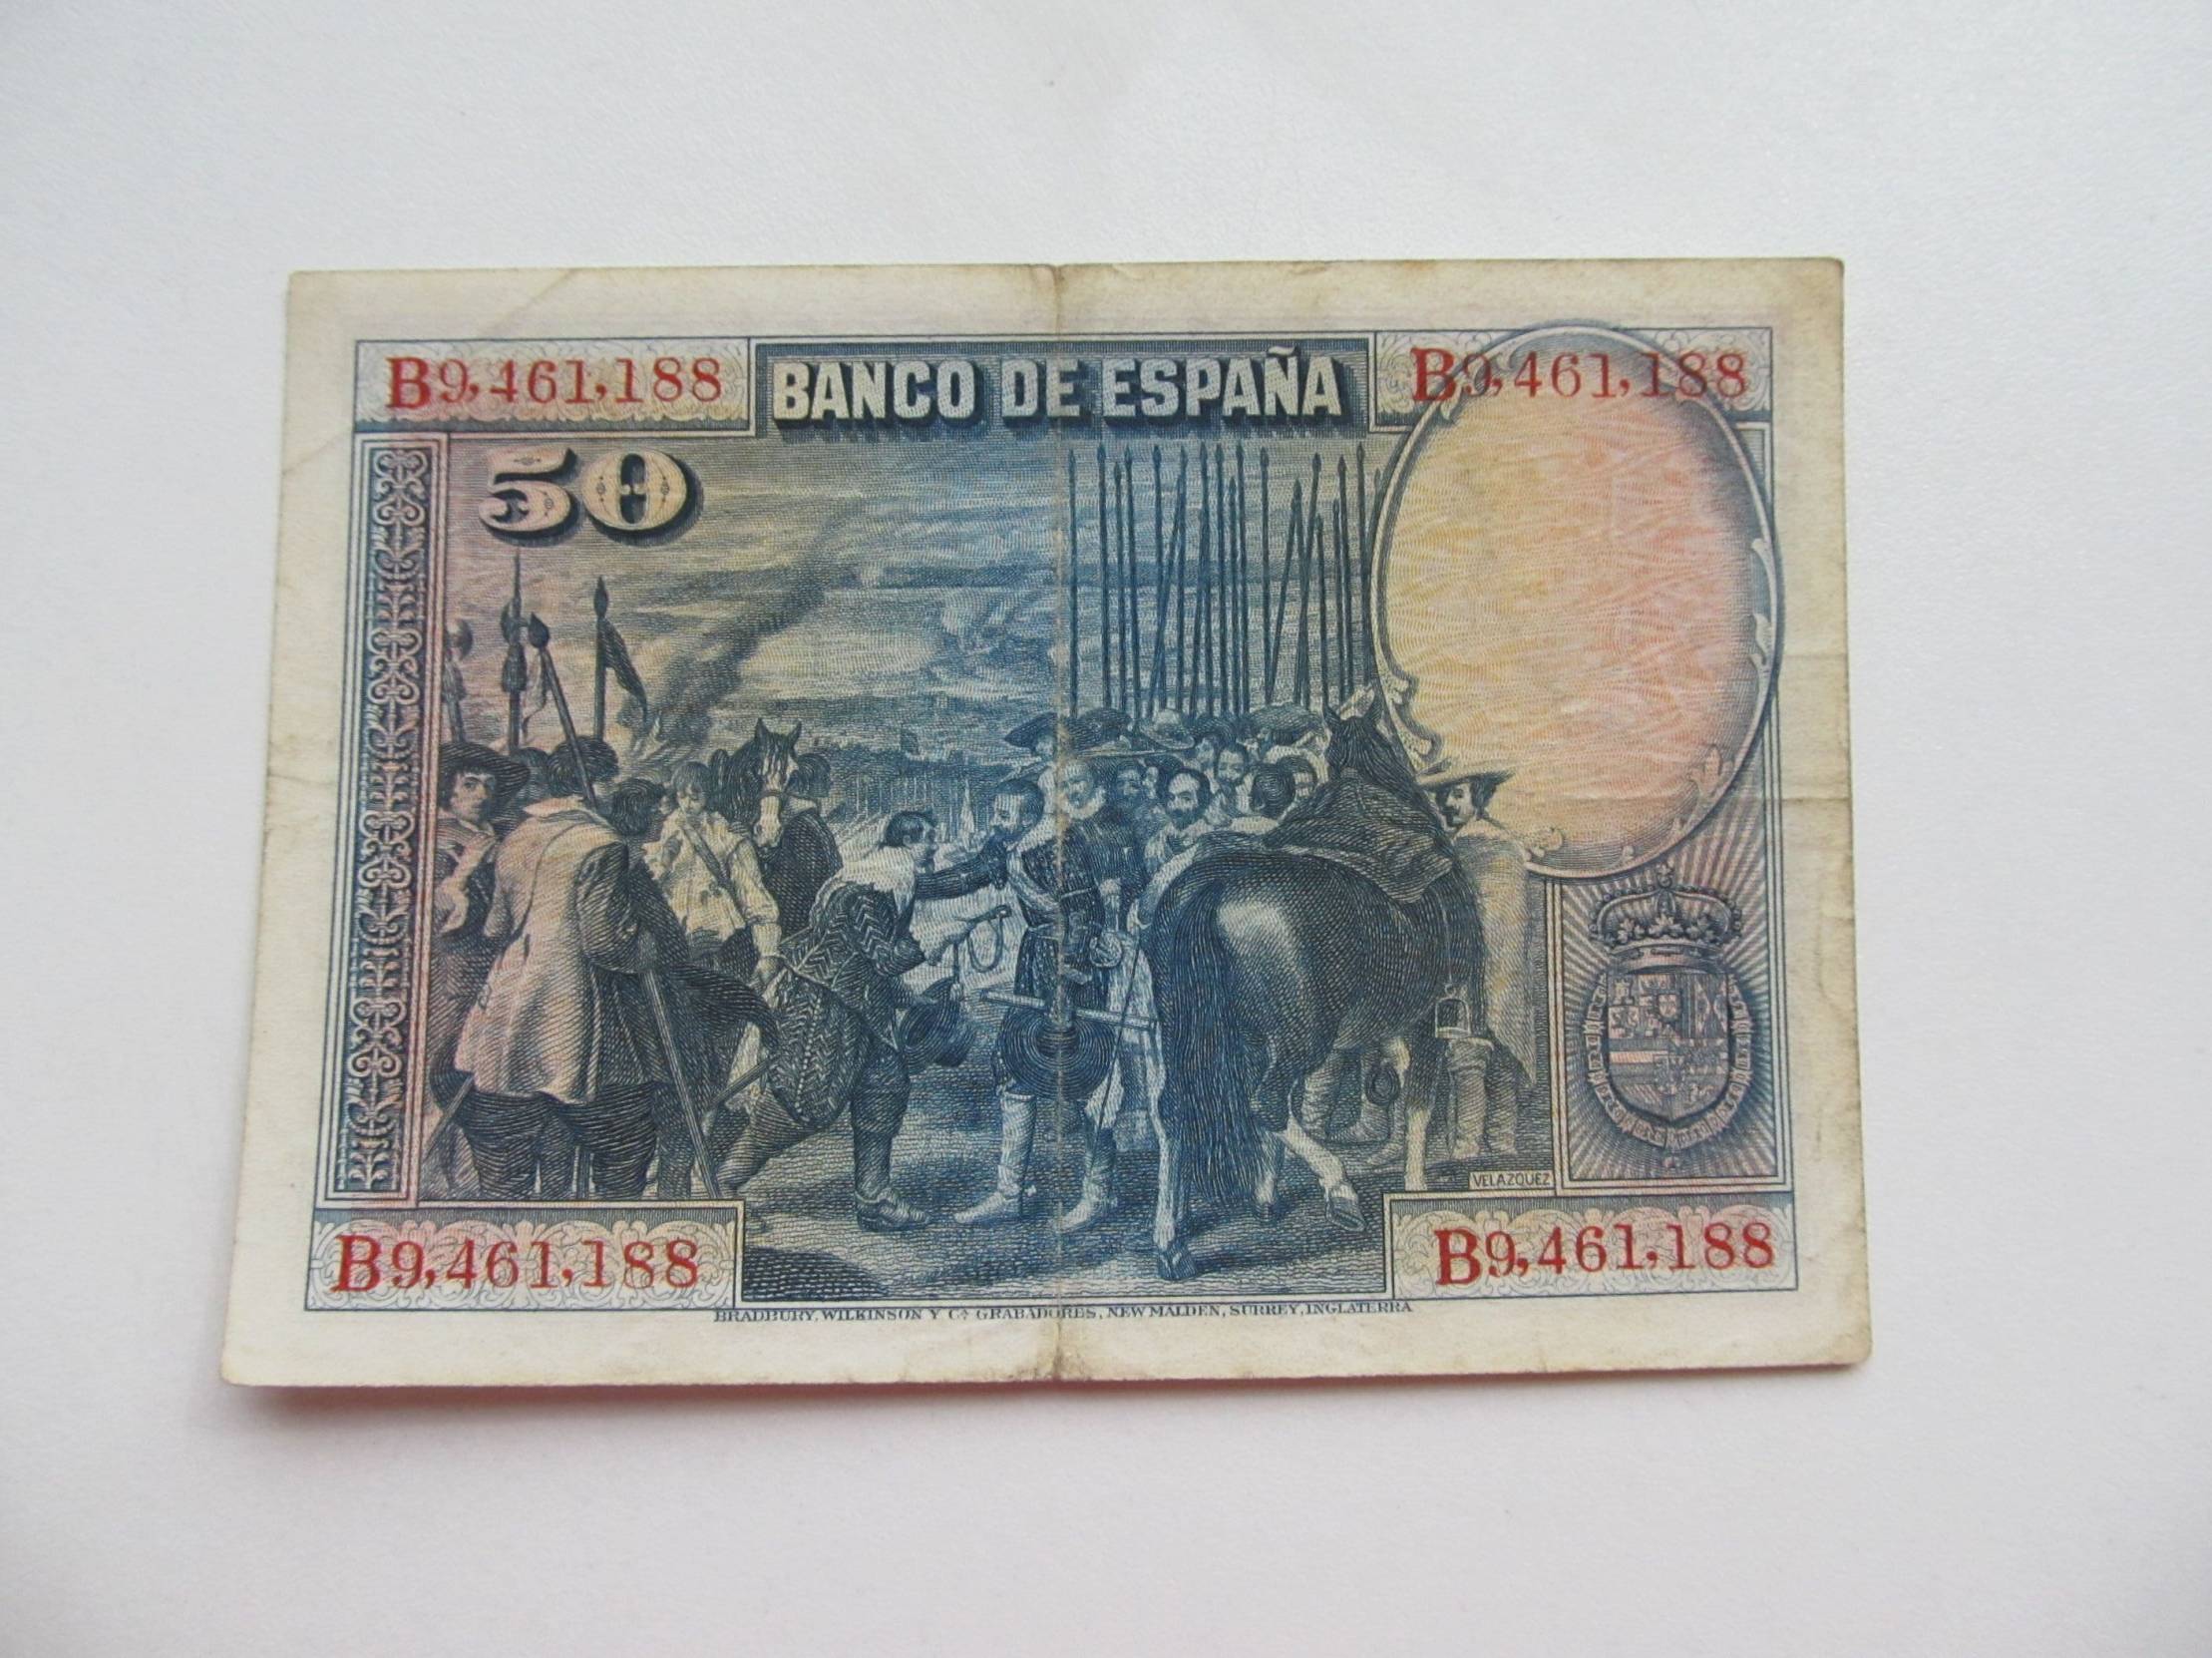 B9,461,188 BANCO DE ESPAÑA B9,461,188
50
VELAZQUEZ
B9,461,188 B9,461,188
BRADBURY, WILKINSON Y Cª GRABADORES, NEW MALDEN, SURREY, INGLATERRA